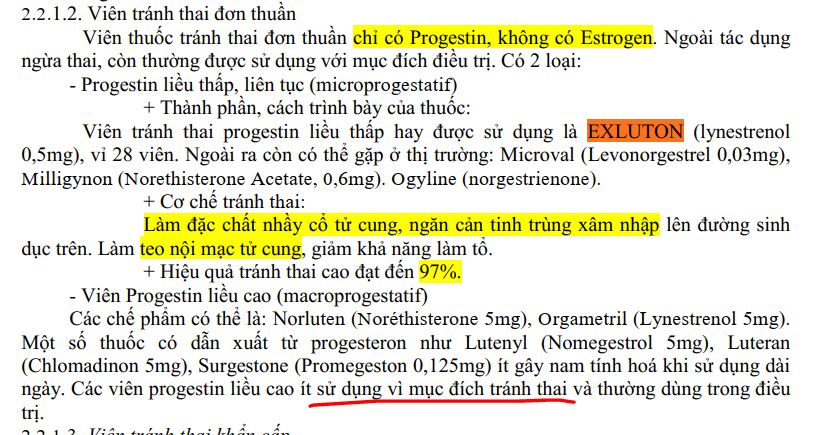 2.2.1.2. Viên tránh thai đơn thuần
Viên thuốc tránh thai đơn thuần chỉ có Progestin, không có Estrogen. Ngoài tác dụng
ngừa thai, còn thường được sử dụng với mục đích điều trị. Có 2 loại:
- Progestin liều thấp, liên tục (microprogestatif)
+ Thành phần, cách trình bày của thuốc:
Viên tránh thai progestin liều thấp hay được sử dụng là EXLUTON (lynestrenol
0,5mg), vỉ 28 viên. Ngoài ra còn có thể gặp ở thị trường: Microval (Levonorgestrel 0,03mg),
Milligynon (Norethisterone Acetate, 0,6mg). Ogyline (norgestrienone).
+ Cơ chế tránh thai:
Làm đặc chất nhầy cổ tử cung, ngăn cản tinh trùng xâm nhập lên đường sinh
dục trên. Làm teo nội mạc tử cung, giảm khả năng làm tổ.
+ Hiệu quả tránh thai cao đạt đến 97%.
- Viên Progestin liều cao (macroprogestatif)
Các chế phẩm có thể là: Norluten (Noréthisterone 5mg), Orgametril (Lynestrenol 5mg).
Một số thuốc có dẫn xuất từ progesteron như Lutenyl (Nomegestrol 5mg), Luteran
(Chlomadinon 5mg), Surgestone (Promegeston 0,125mg) ít gây nam tính hoá khi sử dụng dài
ngày. Các viên progestin liều cao ít sử dụng vì mục đích tránh thai và thường dùng trong điều
trị.
2.2.1.3. Viên tránh thai khẩn cấp